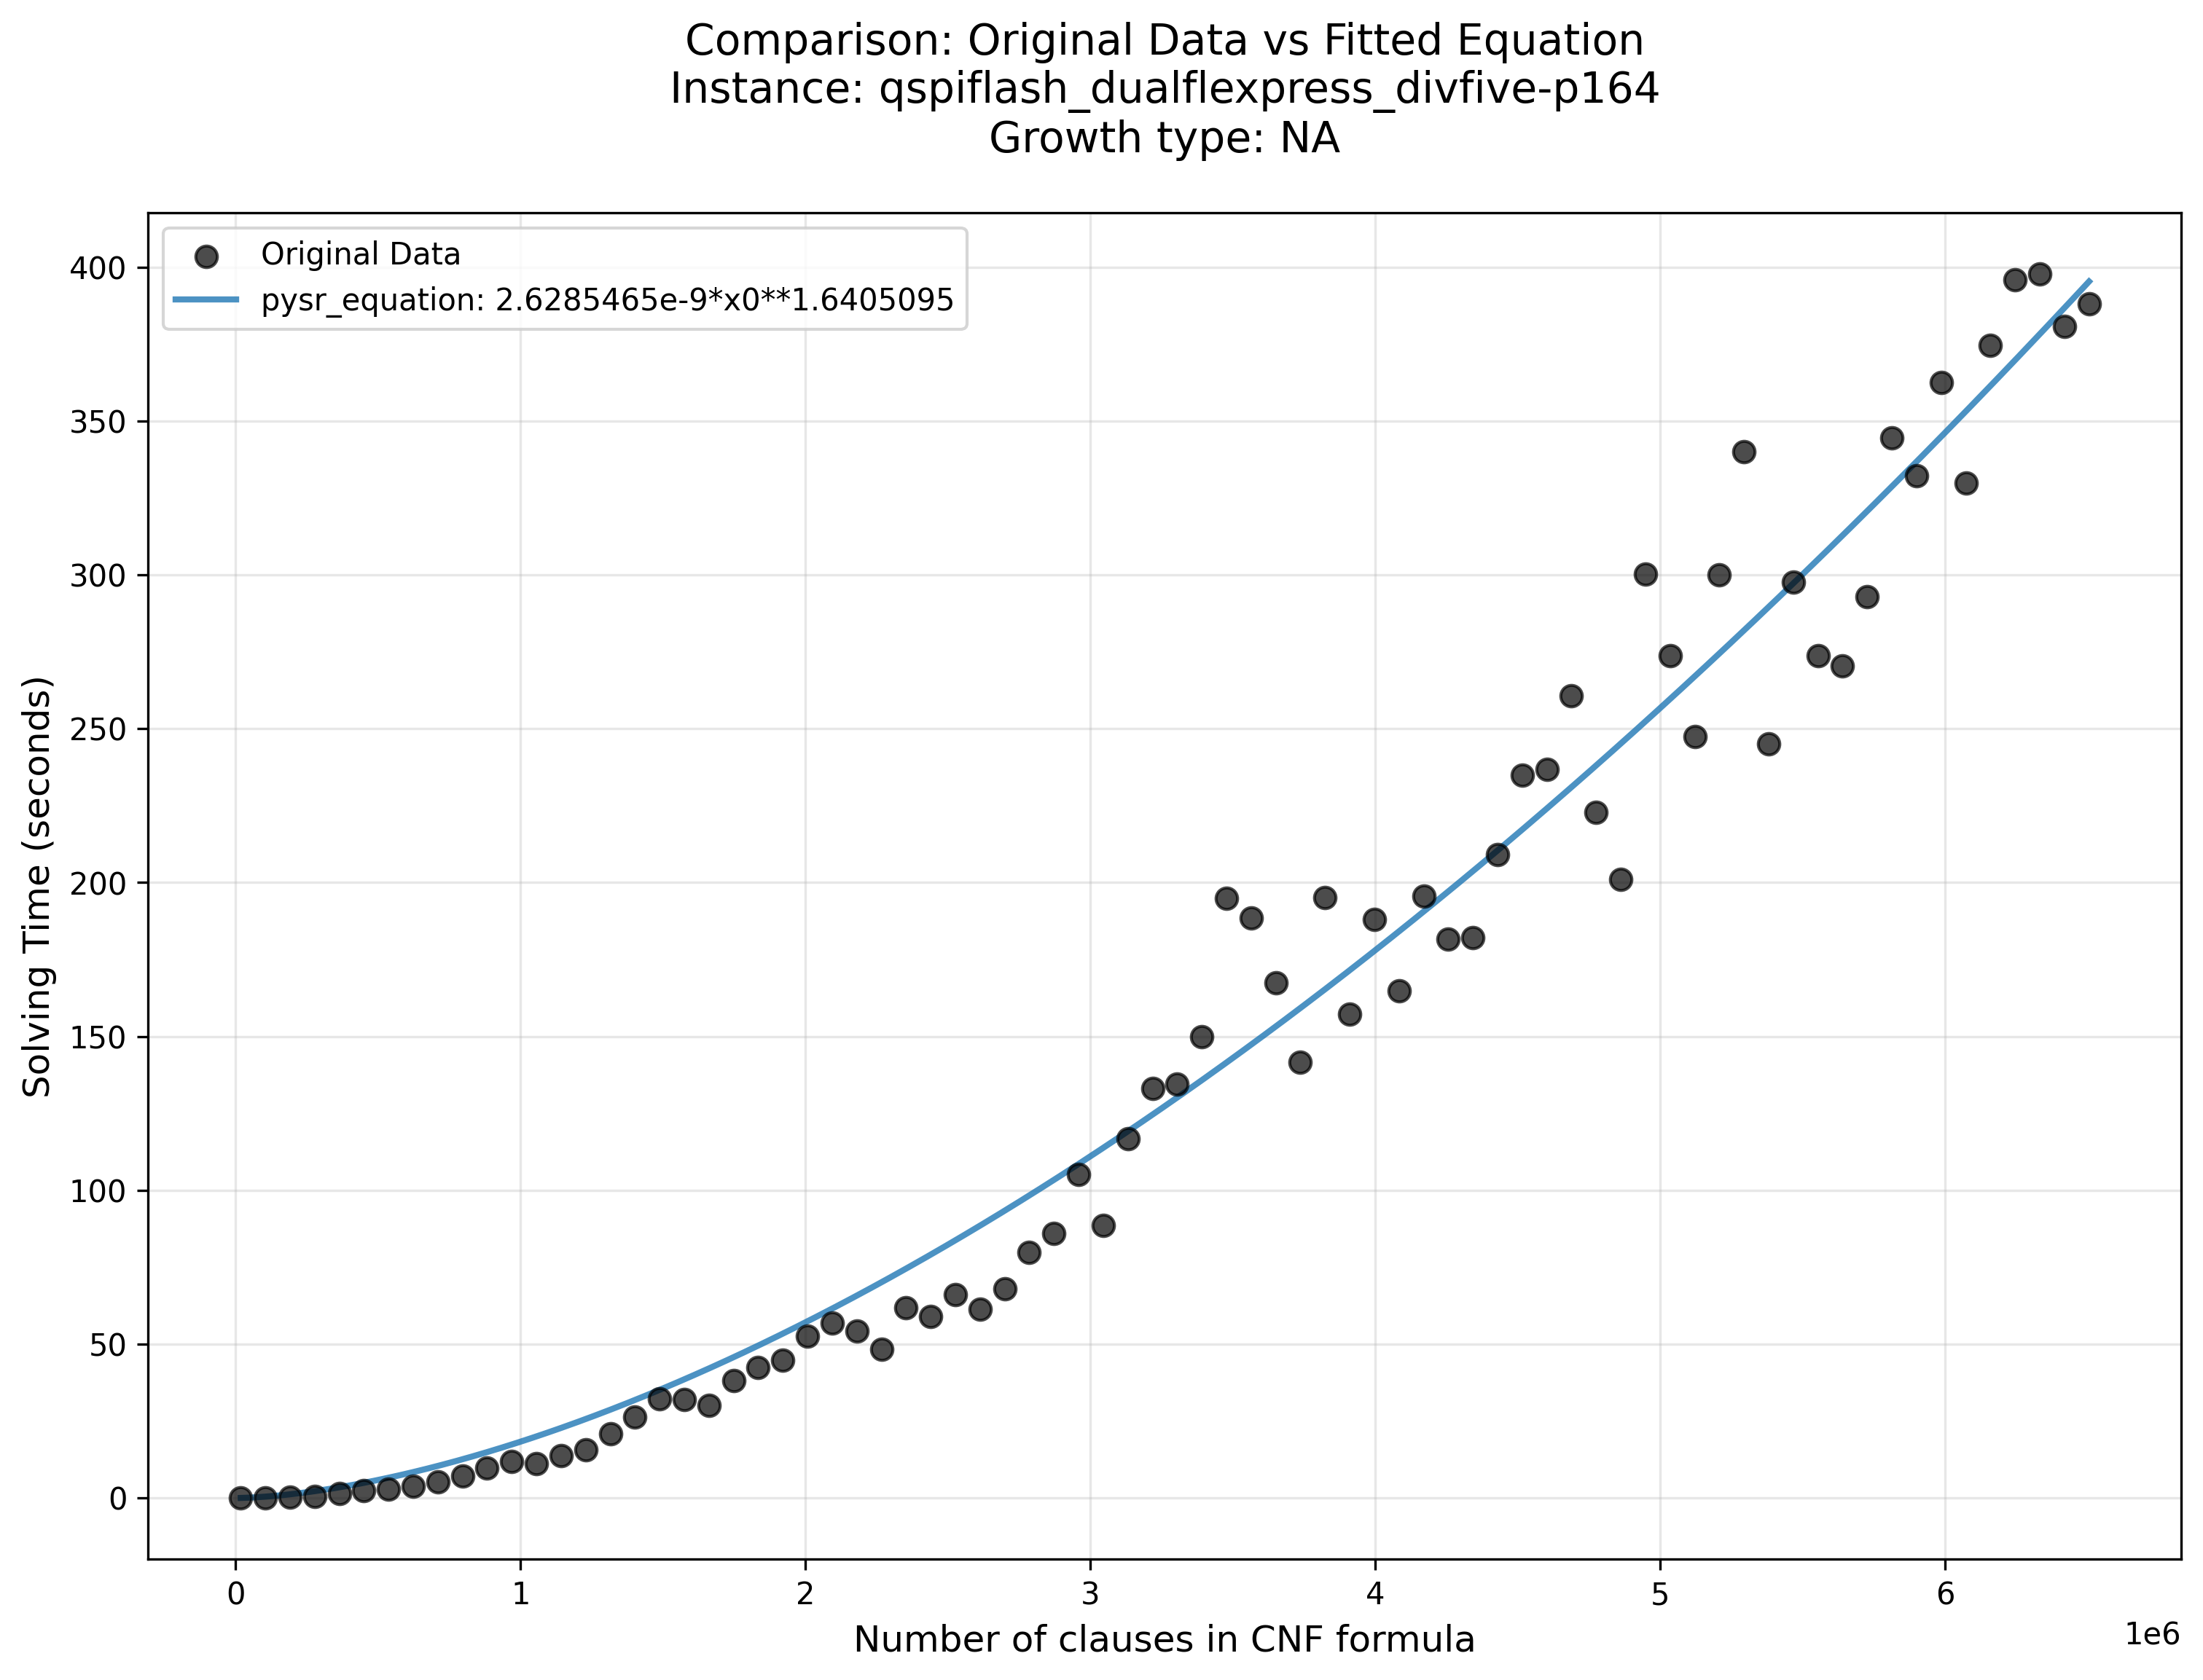 Comparison: Original Data vs Fitted Equation
Instance: qspiflash_dualflexpress_divfive-p164
Growth type: NA
Original Data
pysr_equation: 2.6285465e-9*x0**1.6405095
400
350
300
250
200
150
100
50
0
Solving Time (seconds)
0 1 2 3 4 5 6
1e6
Number of clauses in CNF formula